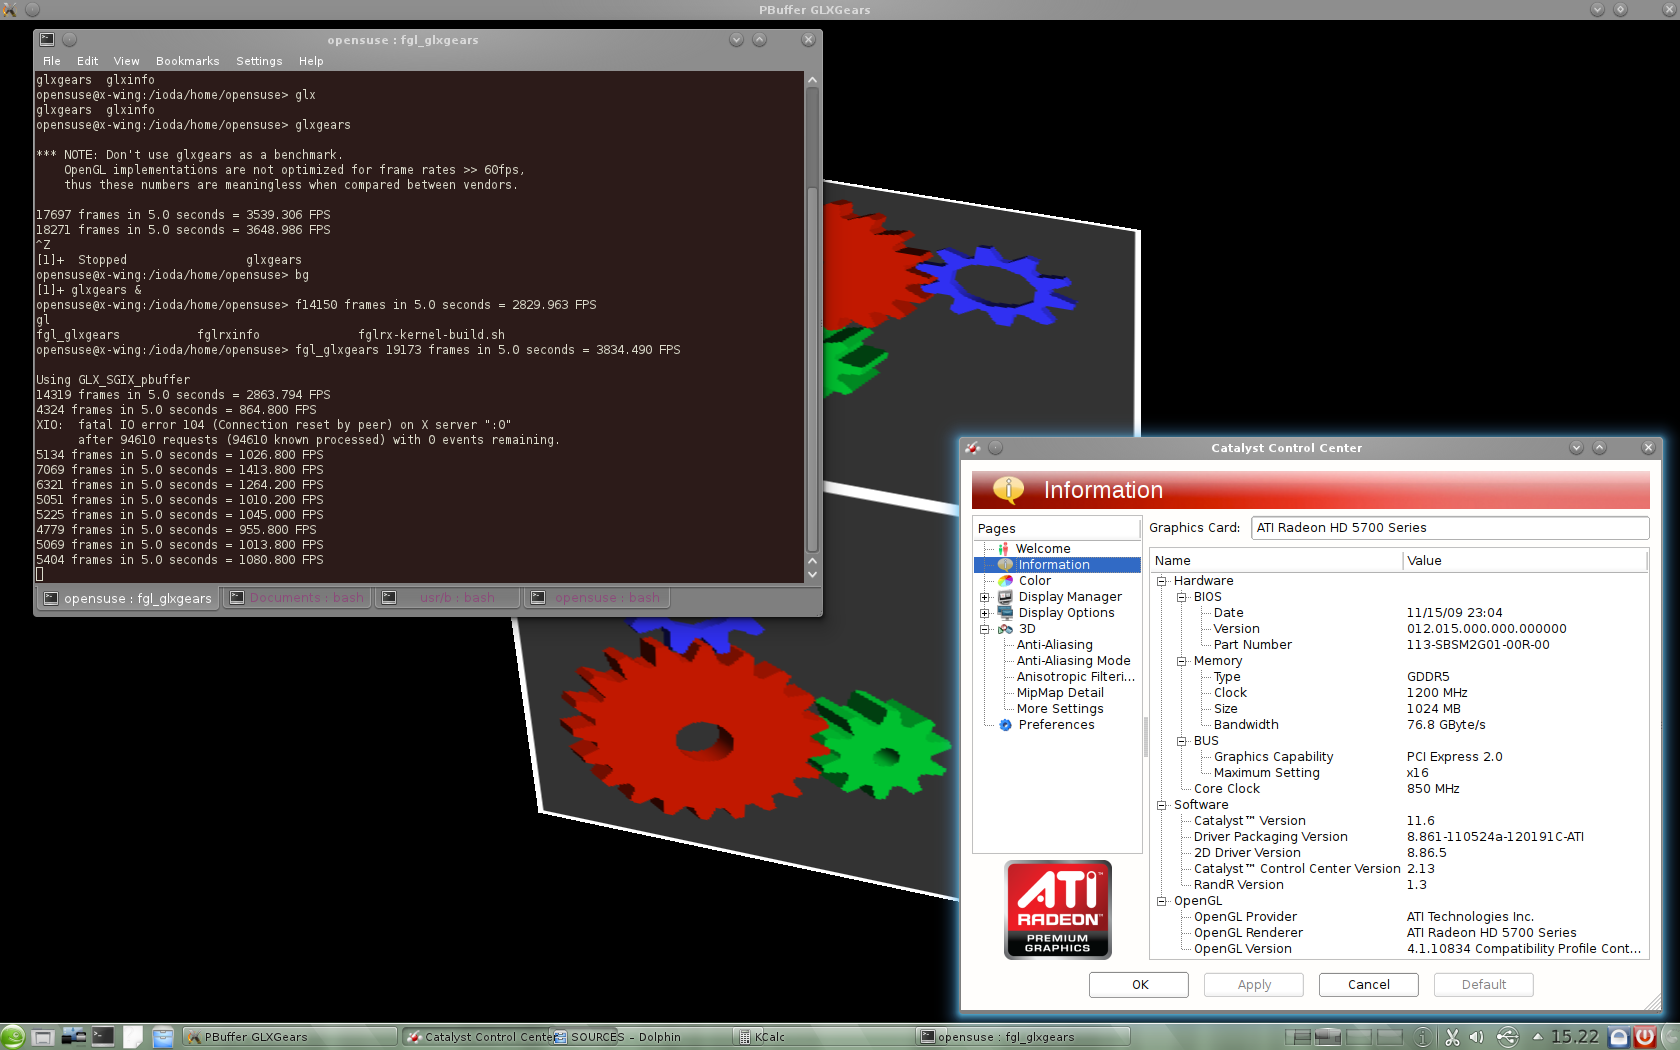 PBuffer GLXGears
opensuse : fgl_glxgears
File Edit View Bookmarks Settings Help
glxgears  glxinfo
opensuse@x-wing:/ioda/home/opensuse> glx
glxgears  glxinfo
opensuse@x-wing:/ioda/home/opensuse> glxgears
*** NOTE: Don't use glxgears as a benchmark.
OpenGL implementations are not optimized for frame rates >> 60fps,
thus these numbers are meaningless when compared between vendors.
17697 frames in 5.0 seconds = 3539.306 FPS
18271 frames in 5.0 seconds = 3648.986 FPS
^Z
[1]+  Stopped                 glxgears
opensuse@x-wing:/ioda/home/opensuse> bg
[1]+ glxgears &
opensuse@x-wing:/ioda/home/opensuse> f14150 frames in 5.0 seconds = 2829.963 FPS
gl
fgl_glxgears           fglrxinfo              fglrx-kernel-build.sh
opensuse@x-wing:/ioda/home/opensuse> fgl_glxgears 19173 frames in 5.0 seconds = 3834.490 FPS
Using GLX_SGIX_pbuffer
14319 frames in 5.0 seconds = 2863.794 FPS
4324 frames in 5.0 seconds = 864.800 FPS
XIO:  fatal IO error 104 (Connection reset by peer) on X server ":0"
after 94610 requests (94610 known processed) with 0 events remaining.
5134 frames in 5.0 seconds = 1026.800 FPS
7069 frames in 5.0 seconds = 1413.800 FPS
6321 frames in 5.0 seconds = 1264.200 FPS
5051 frames in 5.0 seconds = 1010.200 FPS
5225 frames in 5.0 seconds = 1045.000 FPS
4779 frames in 5.0 seconds = 955.800 FPS
5069 frames in 5.0 seconds = 1013.800 FPS
5404 frames in 5.0 seconds = 1080.800 FPS
opensuse : fgl_glxgears
Documents : bash
usr/b : bash
opensuse : bash
Catalyst Control Center
Information
Pages
Welcome
Information
Color
Display Manager
Display Options
3D
Anti-Aliasing
Anti-Aliasing Mode
Anisotropic Filteri...
MipMap Detail
More Settings
Preferences
ATI
RADEON
PREMIUM
GRAPHICS
Graphics Card: ATI Radeon HD 5700 Series
Name Value
Hardware
BIOS
Date 11/15/09 23:04
Version 012.015.000.000.000000
Part Number 113-SBSM2G01-00R-00
Memory
Type GDDR5
Clock 1200 MHz
Size 1024 MB
Bandwidth 76.8 GByte/s
BUS
Graphics Capability PCI Express 2.0
Maximum Setting x16
Core Clock 850 MHz
Software
Catalyst™ Version 11.6
Driver Packaging Version 8.861-110524a-120191C-ATI
2D Driver Version 8.86.5
Catalyst™ Control Center Version 2.13
RandR Version 1.3
OpenGL
OpenGL Provider ATI Technologies Inc.
OpenGL Renderer ATI Radeon HD 5700 Series
OpenGL Version 4.1.10834 Compatibility Profile Cont...
OK Apply Cancel Default
PBuffer GLXGears
Catalyst Control Center
SOURCES - Dolphin
KCalc
opensuse : fgl_glxgears
15.22